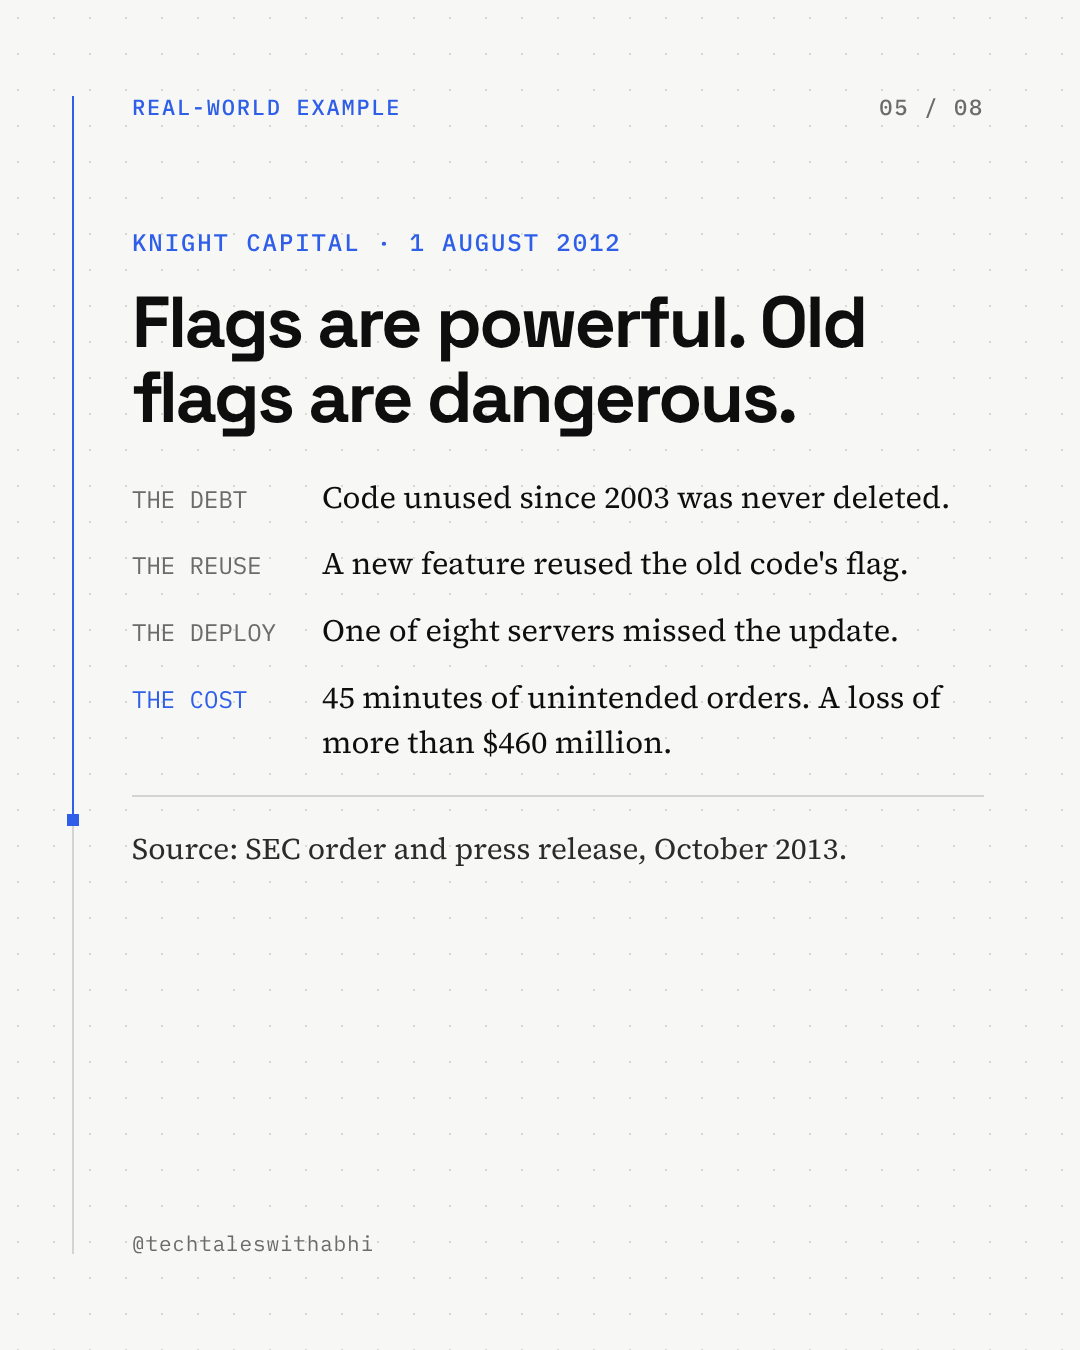 REAL-WORLD EXAMPLE
05 / 08
KNIGHT CAPITAL · 1 AUGUST 2012
Flags are powerful. Old
flags are dangerous.
THE DEBT Code unused since 2003 was never deleted.
THE REUSE A new feature reused the old code's flag.
THE DEPLOY One of eight servers missed the update.
THE COST 45 minutes of unintended orders. A loss of
more than $460 million.
Source: SEC order and press release, October 2013.
@techtaleswithabhi